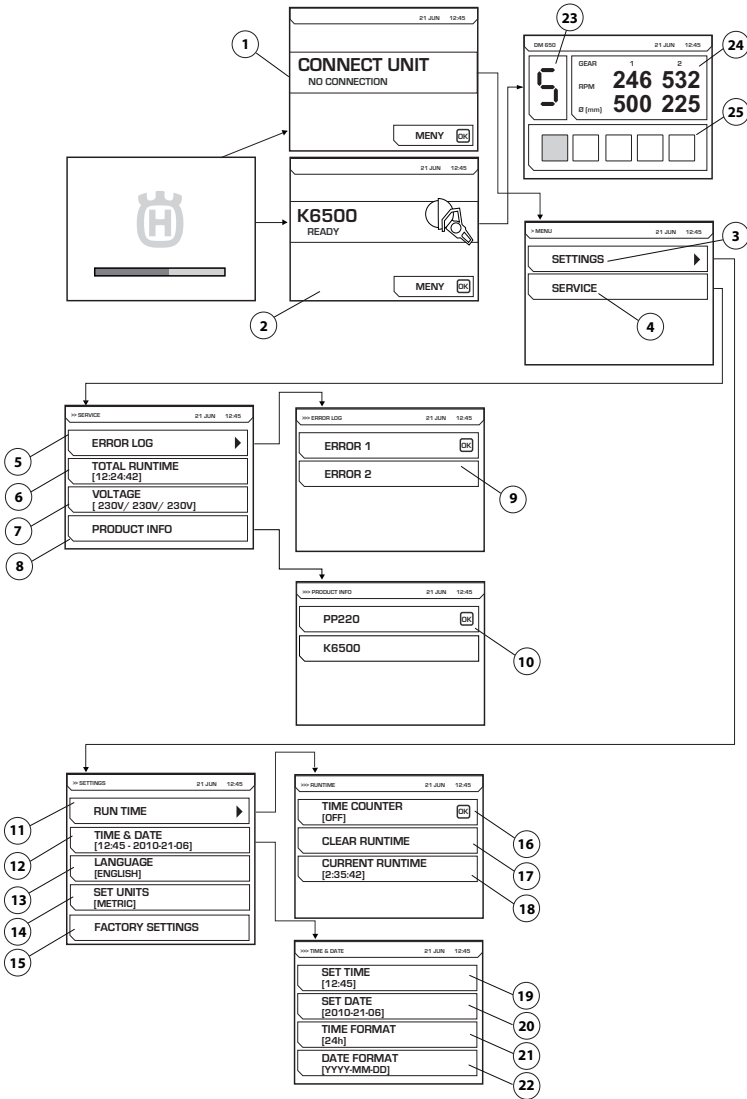 21 JUN 12:45
1
CONNECT UNIT
NO CONNECTION
MENY OK
23
DM 650 21 JUN 12:45
24
GEAR 1 2
RPM 246 532
Ø [mm] 500 225
5
25
H
21 JUN 12:45
K6500
READY
MENY OK
2
> MENU 21 JUN 12:45
3
SETTINGS
SERVICE
4
>> SERVICE 21 JUN 12:45
5
ERROR LOG
6
TOTAL RUNTIME
[12:24:42]
7
VOLTAGE
[ 230V/ 230V/ 230V]
8
PRODUCT INFO
>>> ERROR LOG 21 JUN 12:45
ERROR 1 OK
ERROR 2
9
>>> PRODUCT INFO 21 JUN 12:45
PP220 OK
10
K6500
>> SETTINGS 21 JUN 12:45
11
RUN TIME
12
TIME & DATE
[12:45 - 2010-21-06]
13
LANGUAGE
[ENGLISH]
14
SET UNITS
[METRIC]
15
FACTORY SETTINGS
>>> RUNTIME 21 JUN 12:45
TIME COUNTER OK
[OFF]
16
CLEAR RUNTIME
17
CURRENT RUNTIME
[2:35:42]
18
>>> TIME & DATE 21 JUN 12:45
SET TIME
[12:45]
19
SET DATE
[2010-21-06]
20
TIME FORMAT
[24h]
21
DATE FORMAT
[YYYY-MM-DD]
22